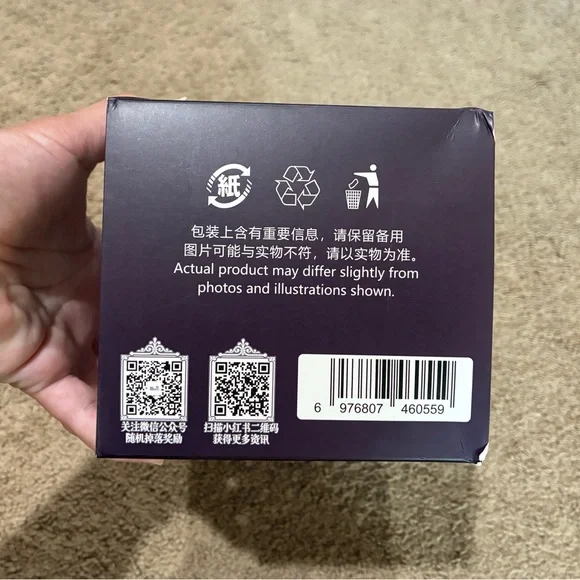 紙
包装上含有重要信息，请保留备用
图片可能与实物不符，请以实物为准。
Actual product may differ slightly from
photos and illustrations shown.
关注微信公众号
随机掉落奖励
扫描小红书二维码
获得更多资讯
6 976807 460559